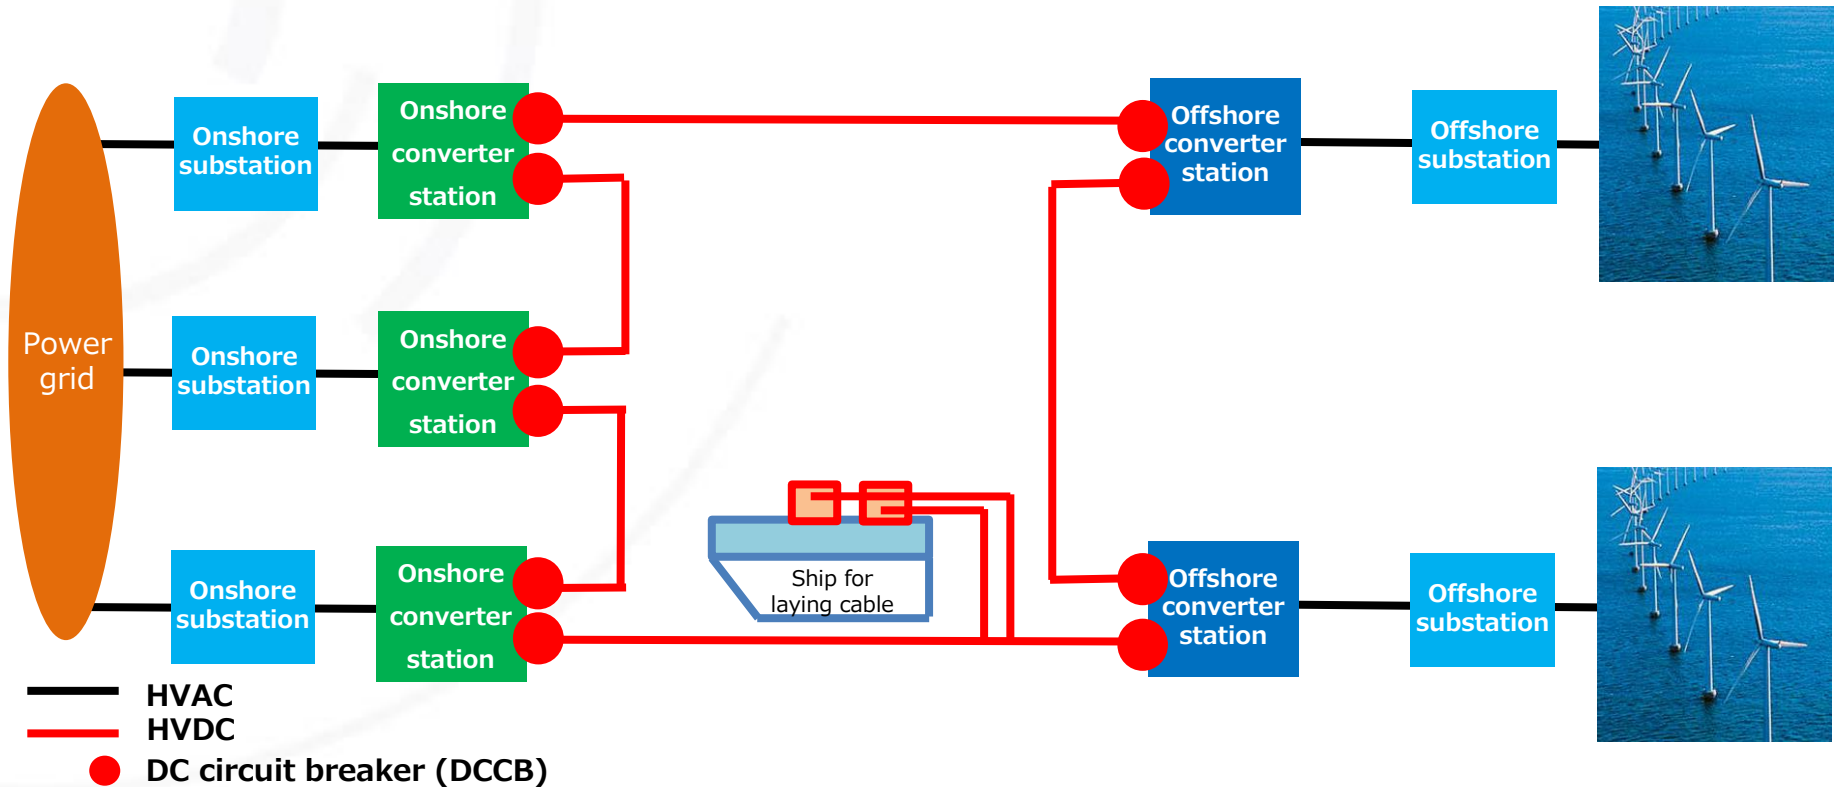 Power
grid
Onshore
substation
Onshore
converter
station
Offshore
converter
station
Offshore
substation
Onshore
substation
Onshore
converter
station
Onshore
substation
Onshore
converter
station
Ship for
laying cable
Offshore
converter
station
Offshore
substation
HVAC
HVDC
DC circuit breaker (DCCB)